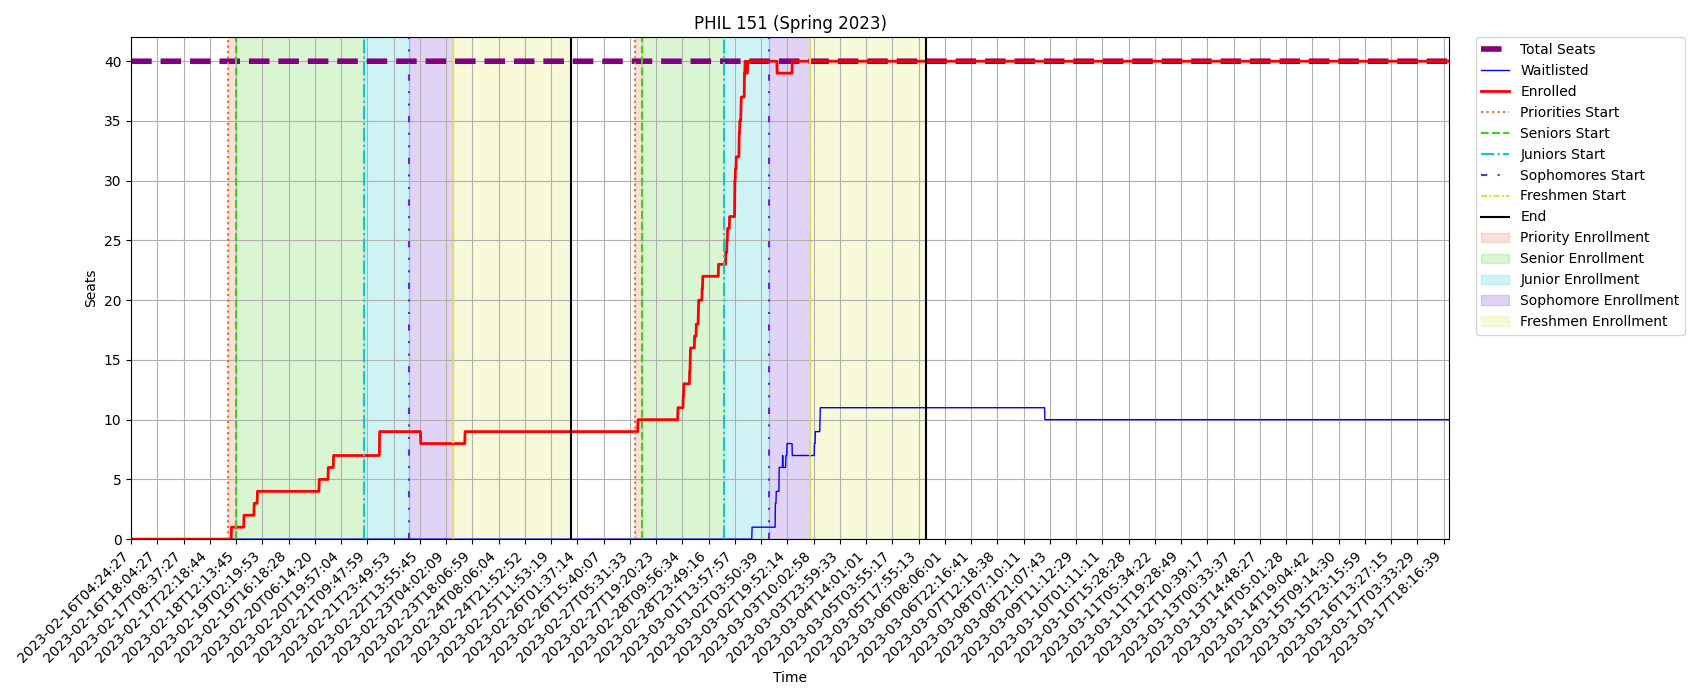 PHIL 151 (Spring 2023)
Total Seats
Waitlisted
Enrolled
Priorities Start
Seniors Start
Juniors Start
Sophomores Start
Freshmen Start
End
Priority Enrollment
Senior Enrollment
Junior Enrollment
Sophomore Enrollment
Freshmen Enrollment
Seats
40
35
30
25
20
15
10
5
0
2023-02-16T04:24:27
2023-02-16T18:04:27
2023-02-17T08:37:27
2023-02-17T22:18:44
2023-02-18T12:13:45
2023-02-19T02:19:53
2023-02-19T16:18:28
2023-02-20T06:14:20
2023-02-20T19:57:04
2023-02-21T09:47:59
2023-02-21T23:49:53
2023-02-22T13:55:45
2023-02-23T04:02:09
2023-02-23T18:06:59
2023-02-24T08:06:04
2023-02-24T21:52:52
2023-02-25T11:53:19
2023-02-26T01:37:14
2023-02-26T15:40:07
2023-02-27T05:31:33
2023-02-27T19:20:23
2023-02-28T09:56:34
2023-02-28T23:49:16
2023-03-01T13:57:57
2023-03-02T03:50:39
2023-03-02T19:52:14
2023-03-03T10:02:58
2023-03-03T23:59:33
2023-03-04T14:01:01
2023-03-05T03:55:17
2023-03-05T17:55:13
2023-03-06T08:06:01
2023-03-06T22:16:41
2023-03-07T12:18:38
2023-03-08T07:10:11
2023-03-08T21:07:43
2023-03-09T11:12:29
2023-03-10T01:11:11
2023-03-10T15:28:28
2023-03-11T05:34:22
2023-03-11T19:28:49
2023-03-12T10:39:17
2023-03-13T00:33:37
2023-03-13T14:48:27
2023-03-14T05:01:28
2023-03-14T19:04:42
2023-03-15T09:14:30
2023-03-15T23:15:59
2023-03-16T13:27:15
2023-03-17T03:33:29
2023-03-17T18:16:39
Time